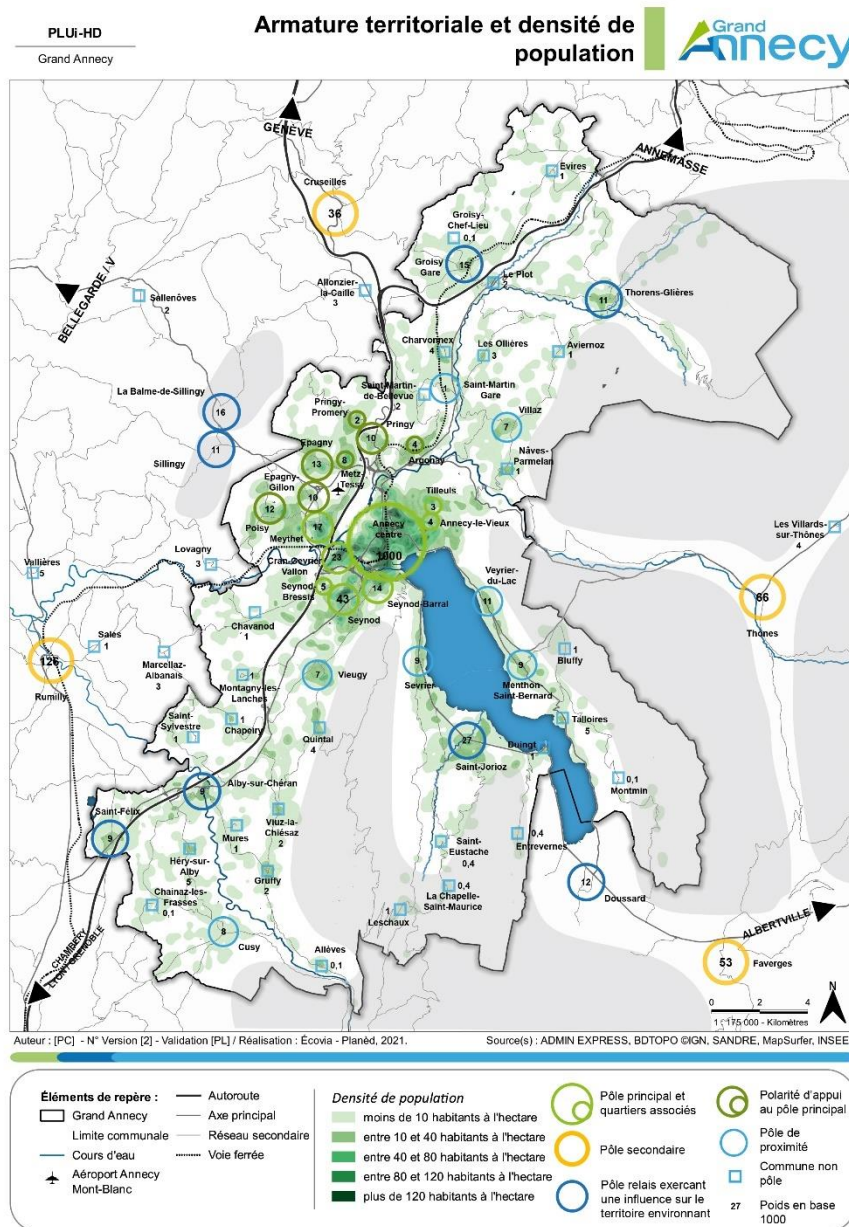 PLUi-HD
Grand Annecy
Armature territoriale et densité de
population
Grand
Annecy
GENÈVE
ANNEMASSE
BELLEGARDE / V
Cruseilles
36
Evires
1
Groisy-
Chef-Lieu
0,1
Groisy
Gare
15
Le Plot
2
Allonzier-
la-Caille
3
Thorens-Glières
11
Sallenôves
2
Charvonnex
4
Les Ollières
3
Aviernoz
1
La Balme-de-Sillingy
16
Saint-Martin-
de-Bellevue
2
Saint-Martin
Gare
1
Pringy-
Promery
2
Pringy
10
Villaz
7
Sillingy
11
Epagny
13
8
Metz-
Tessy
4
Argonay
Nâves-
Parmelan
1
Epagny-
Gillon
10
Tilleuls
3
Poisy
12
Meythet
17
Annecy
centre
1000
4
Annecy-le-Vieux
Les Villards-
sur-Thônes
4
Lovagny
3
Cran-Gevrier
Vallon
23
Vallières
5
Veyrier-
du-Lac
11
Seynod-
Bressis
5
43
14
Seynod-Barral
Seynod
66
Thônes
Chavanod
1
Sales
1
126
Rumilly
Marcellaz-
Albanais
3
Montagny-les-
Lanches
1
7
Vieugy
9
Sevrier
9
Menthon
Saint-Bernard
Bluffy
1
Saint-
Sylvestre
1
Chapeiry
1
Quintal
4
Talloires
5
27
Saint-Jorioz
Duingt
1
0,1
Montmin
Alby-sur-Chéran
9
Saint-Félix
9
Viuz-la-
Chiésaz
2
Mures
1
Héry-sur-
Alby
5
Gruffy
2
Saint-
Eustache
0,4
0,4
Entrevernes
Chainaz-les-
Frasses
0,1
0,4
La Chapelle-
Saint-Maurice
12
Doussard
1
Leschaux
8
Cusy
Allèves
0,1
ALBERTVILLE
53
Faverges
CHAMBERY
LYON/GRENOBLE
N
0 2 4
1 : 175 000 - Kilomètres
Auteur : [PC] - N° Version [2] - Validation [PL] / Réalisation : Écovia - Planèd, 2021.
Source(s) : ADMIN EXPRESS, BDTOPO ©IGN, SANDRE, MapSurfer, INSEE
Éléments de repère :
Grand Annecy
Limite communale
Cours d'eau
Aéroport Annecy
Mont-Blanc
Autoroute
Axe principal
Réseau secondaire
Voie ferrée
Densité de population
moins de 10 habitants à l'hectare
entre 10 et 40 habitants à l'hectare
entre 40 et 80 habitants à l'hectare
entre 80 et 120 habitants à l'hectare
plus de 120 habitants à l'hectare
Pôle principal et
quartiers associés
Pôle secondaire
Pôle relais exercant
une influence sur le
territoire environnant
Polarité d'appui
au pôle principal
Pôle de
proximité
Commune non
pôle
27
Poids en base
1000